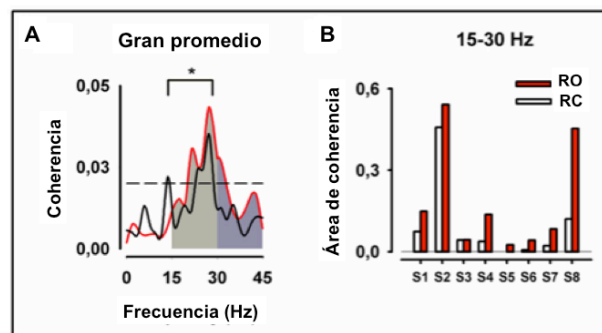 A
Gran promedio
*
Coherencia
0,05
0,03
0,00
0 15 30 45
Frecuencia (Hz)
B
15-30 Hz
RO
RC
Área de coherencia
0,6
0,3
0,0
S1 S2 S3 S4 S5 S6 S7 S8